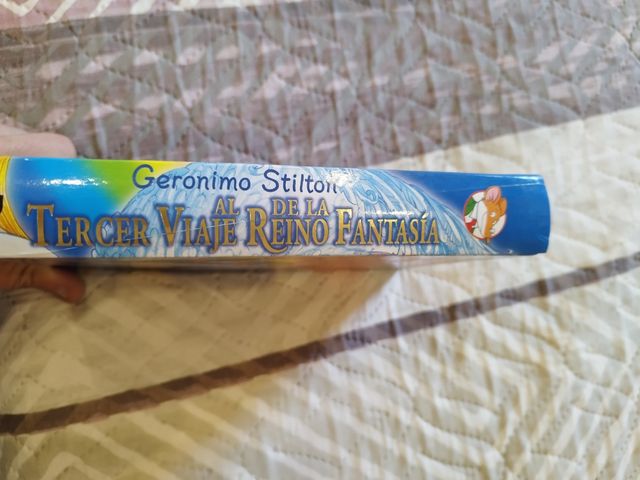 Geronimo Stilton
TERCER VIAJE AL REINO DE LA FANTASÍA